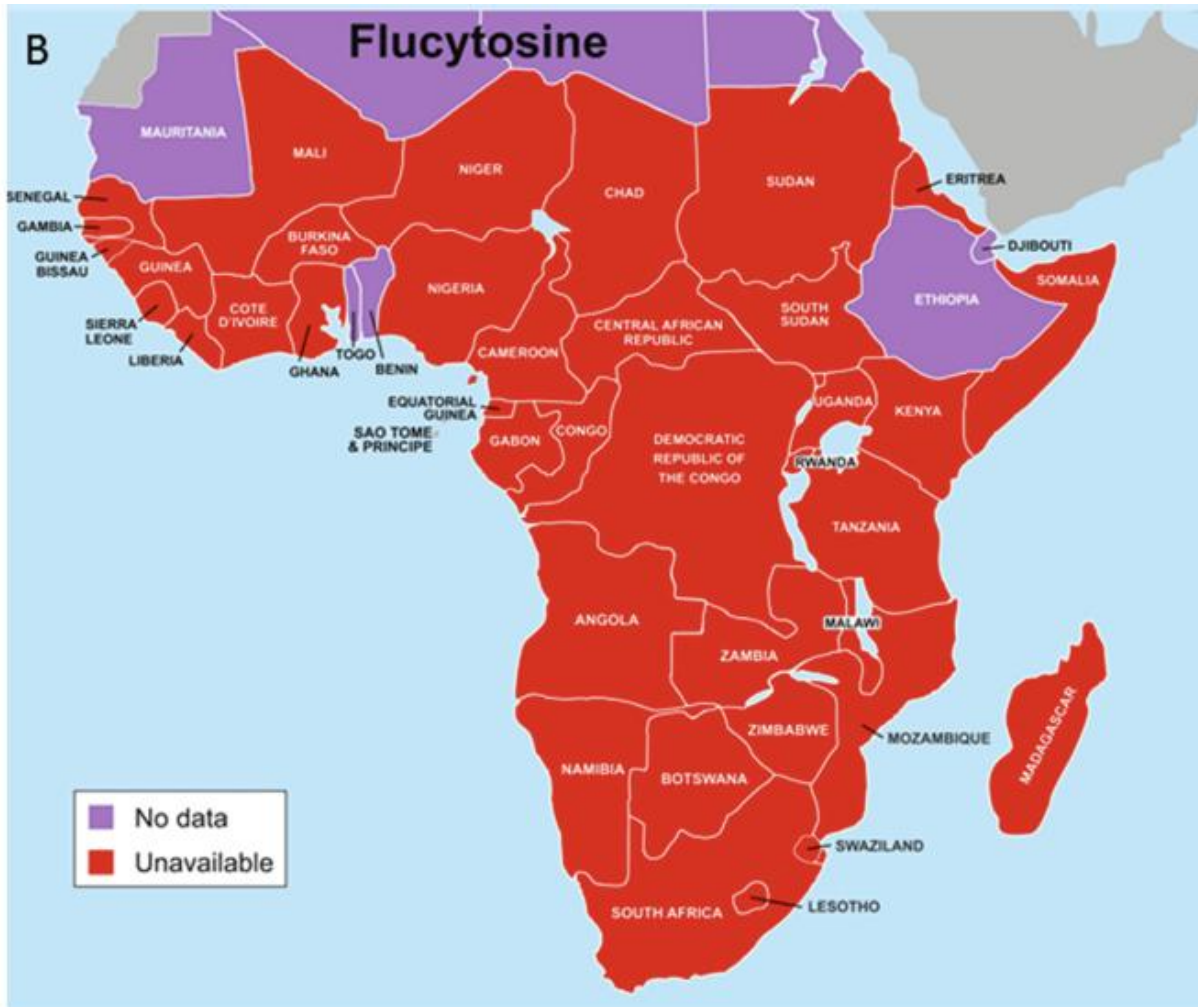 B
Flucytosine
MAURITANIA
MALI
NIGER
CHAD
SUDAN
ERITREA
SENEGAL
GAMBIA
GUINEA
BISSAU
GUINEA
BURKINA
FASO
NIGERIA
DJIBOUTI
SOMALIA
ETHIOPIA
SOUTH
SUDAN
COTE
D'IVOIRE
SIERRA
LEONE
LIBERIA
GHANA
TOGO
BENIN
CAMEROON
CENTRAL AFRICAN
REPUBLIC
EQUATORIAL
GUINEA
SAO TOME
& PRINCIPE
GABON
CONGO
DEMOCRATIC
REPUBLIC OF
THE CONGO
UGANDA
KENYA
RWANDA
TANZANIA
ANGOLA
ZAMBIA
MALAWI
MOZAMBIQUE
ZIMBABWE
MADAGASCAR
NAMIBIA
BOTSWANA
SWAZILAND
SOUTH AFRICA
LESOTHO
No data
Unavailable